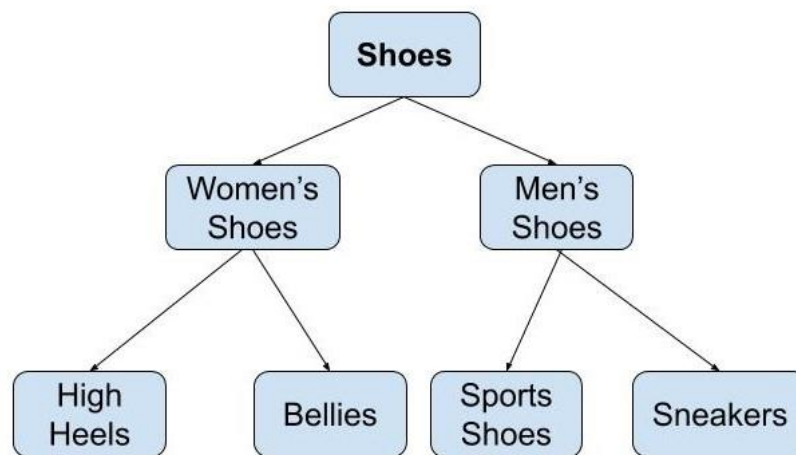 Shoes
Women’s
Shoes
Men’s
Shoes
High
Heels
Bellies
Sports
Shoes
Sneakers